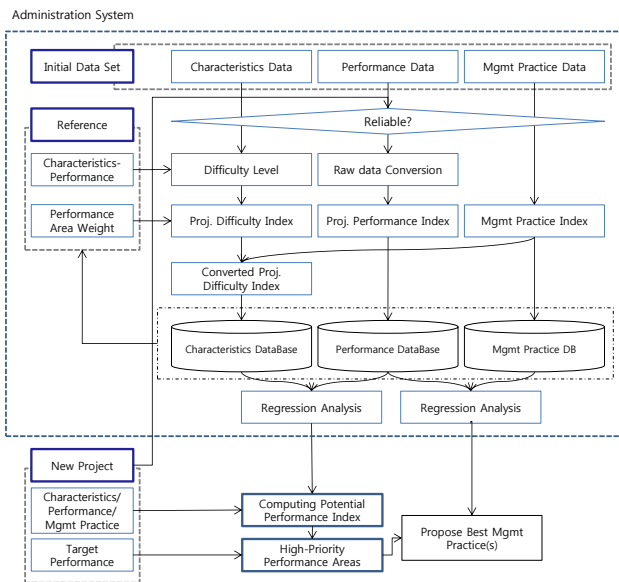 Administration System
Initial Data Set
Characteristics Data
Performance Data
Mgmt Practice Data
Reference
Reliable?
Characteristics-
Performance
Difficulty Level
Raw data Conversion
Performance
Area Weight
Proj. Difficulty Index
Proj. Performance Index
Mgmt Practice Index
Converted Proj.
Difficulty Index
Characteristics DataBase
Performance DataBase
Mgmt Practice DB
Regression Analysis
Regression Analysis
New Project
Characteristics/
Performance/
Mgmt Practice
Computing Potential
Performance Index
Target
Performance
High-Priority
Performance Areas
Propose Best Mgmt
Practice(s)